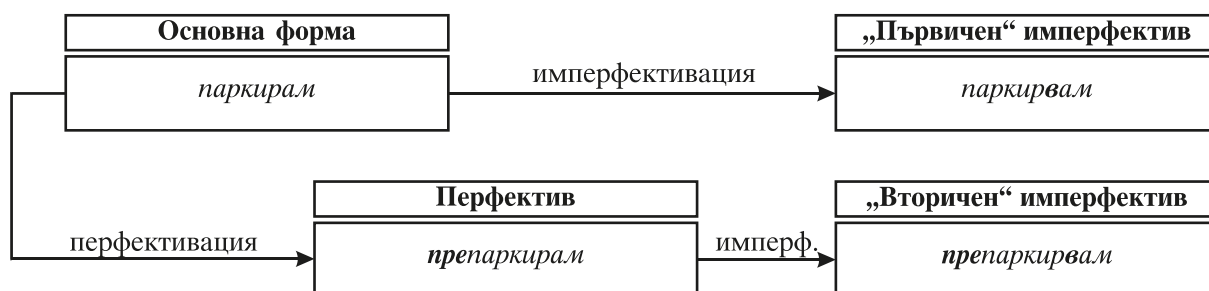 Основна форма
„Първичен“ имперфектив
паркирам
имперфективация
паркирвам
Перфектив
„Вторичен“ имперфектив
перфективация
препаркирам
имперф.
препаркирвам